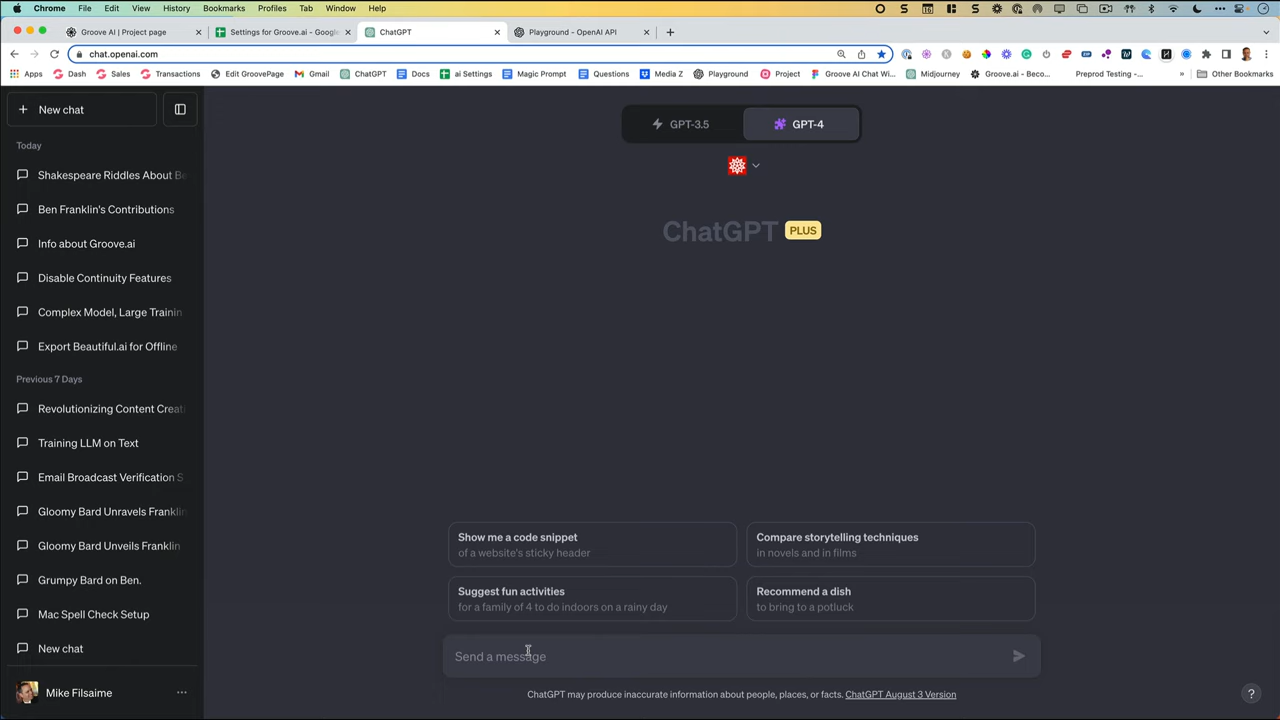 Chrome File Edit View History Bookmarks Profiles Tab Window Help
Groove AI | Project page
Settings for Groove.ai - Google
ChatGPT
Playground - OpenAI API
chat.openai.com
Apps Dash Sales Transactions Edit GroovePage Gmail ChatGPT Docs ai Settings Magic Prompt Questions Media Z Playground Project Groove AI Chat Wi... Midjourney Groove.ai - Beco... Preprod Testing -... » Other Bookmarks
New chat
GPT-3.5 GPT-4
Today
Shakespeare Riddles About Be
Ben Franklin's Contributions
ChatGPT PLUS
Info about Groove.ai
Disable Continuity Features
Complex Model, Large Trainin
Export Beautiful.ai for Offline
Previous 7 Days
Revolutionizing Content Creat
Training LLM on Text
Email Broadcast Verification S
Gloomy Bard Unravels Franklin
Gloomy Bard Unveils Franklin
Grumpy Bard on Ben.
Mac Spell Check Setup
New chat
Mike Filsaime
Show me a code snippet
of a website's sticky header
Compare storytelling techniques
in novels and in films
Suggest fun activities
for a family of 4 to do indoors on a rainy day
Recommend a dish
to bring to a potluck
Send a message
ChatGPT may produce inaccurate information about people, places, or facts. ChatGPT August 3 Version
?